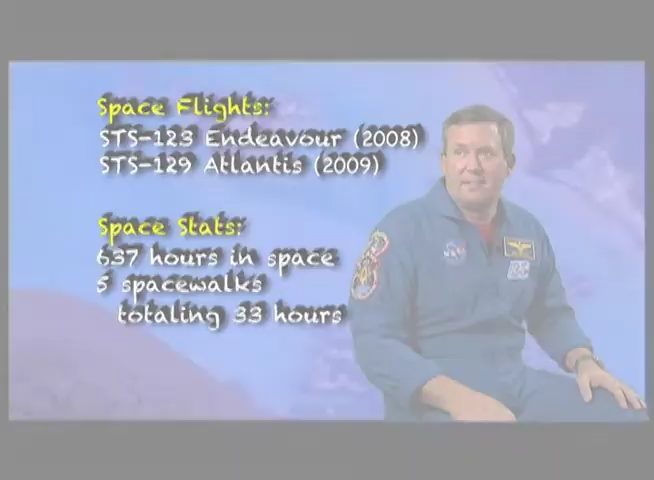 Space Flights:
STS-123 Endeavour (2008)
STS-129 Atlantis (2009)
Space Stats:
637 hours in space
5 spacewalks
totaling 33 hours
NASA